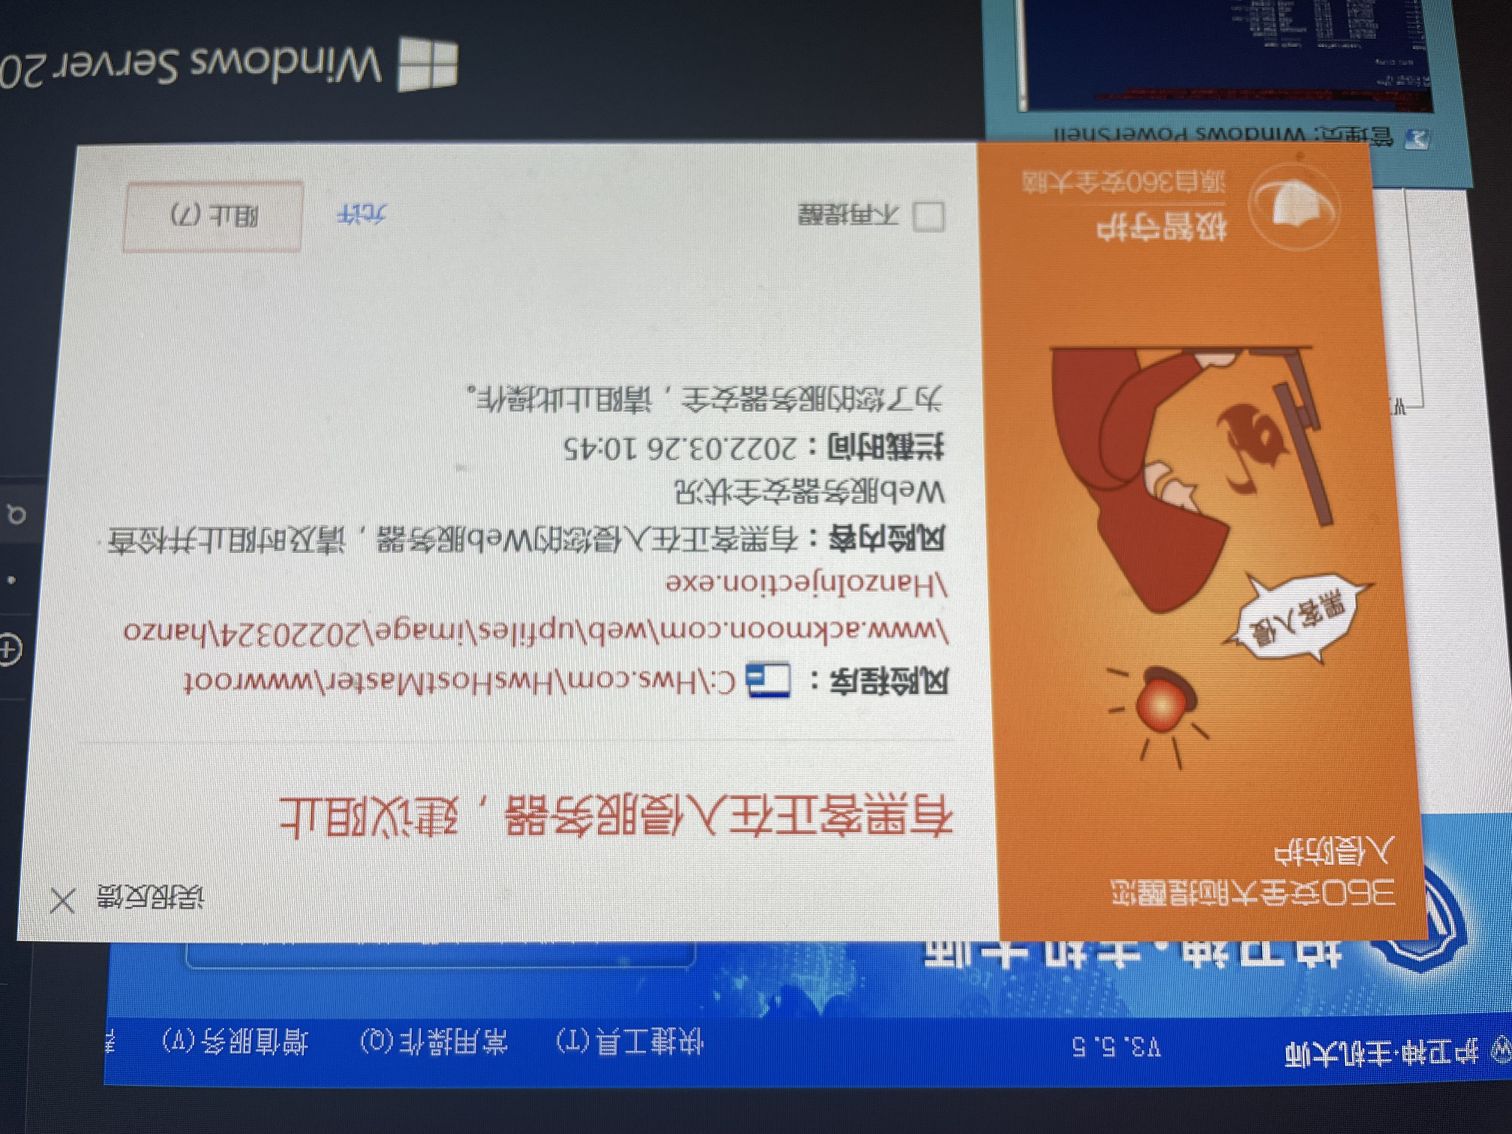 护卫神·主机大师 V3.5.5 快捷工具(T) 常用操作(Q) 增值服务(V)
护卫神·主机大师
360安全大脑提醒您
入侵防护
误报反馈
有黑客正在入侵服务器，建议阻止
黑客入侵
风险程序： C:\Hws.com\HwsHostMaster\wwwroot
\www.ackmoon.com\web\upfiles\image\20220324\hanzo
\HanzoInjection.exe
风险内容：有黑客正在入侵您的Web服务器，请及时阻止并检查
Web服务器安全状况
拦截时间：2022.03.26 10:45
为了您的服务器安全，请阻止此操作。
极智守护
源自360安全大脑
不再提醒
允许
阻止 (7)
管理员: Windows PowerShell
Windows Server 20